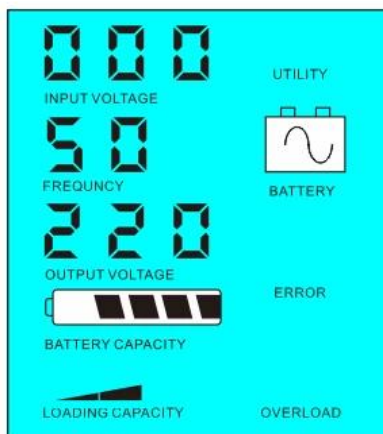 000
UTILITY
INPUT VOLTAGE
50
FREQUNCY
BATTERY
220
OUTPUT VOLTAGE
ERROR
BATTERY CAPACITY
LOADING CAPACITY
OVERLOAD